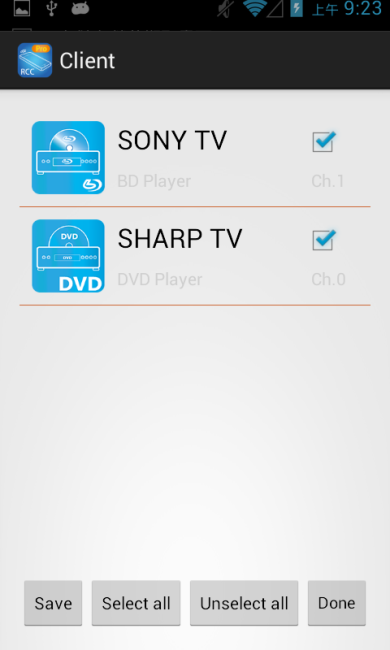 上午 9:23
Pro
RCC
Client
SONY TV
BD Player
Ch.1
DVD
SHARP TV
DVD
DVD Player
Ch.0
Save
Select all
Unselect all
Done